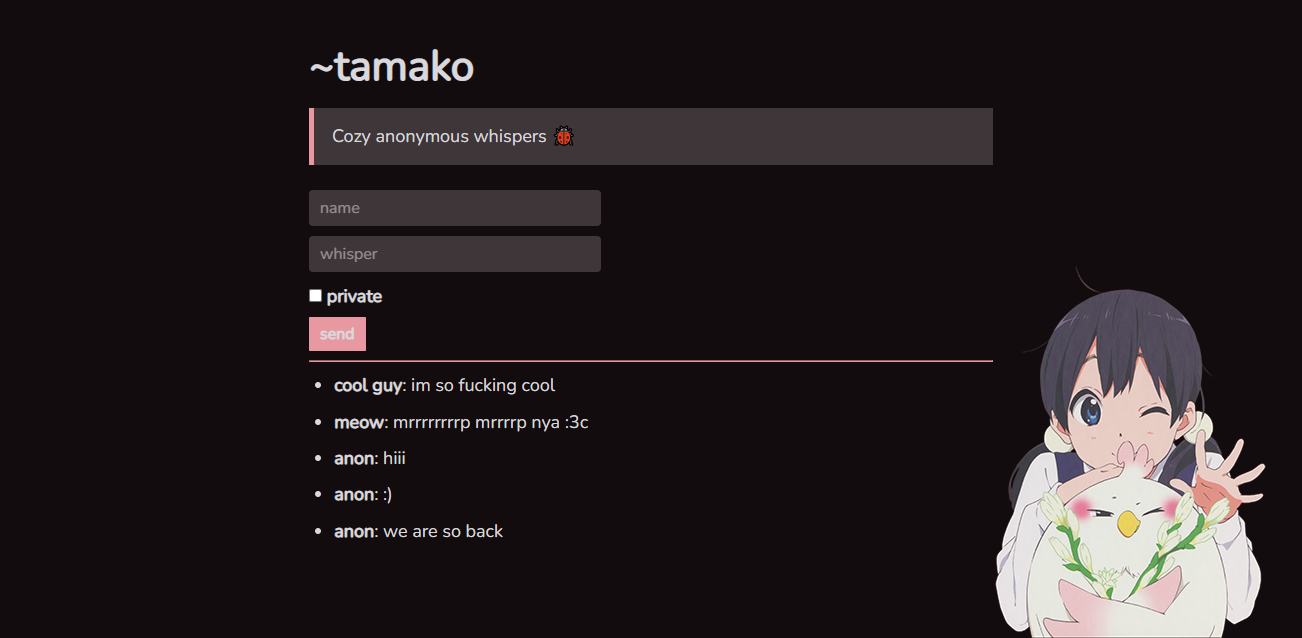 ~tamako
Cozy anonymous whispers 🐞
name
whisper
private
send
cool guy: im so fucking cool
meow: mrrrrrrrrp mrrrrp nya :3c
anon: hiii
anon: :)
anon: we are so back